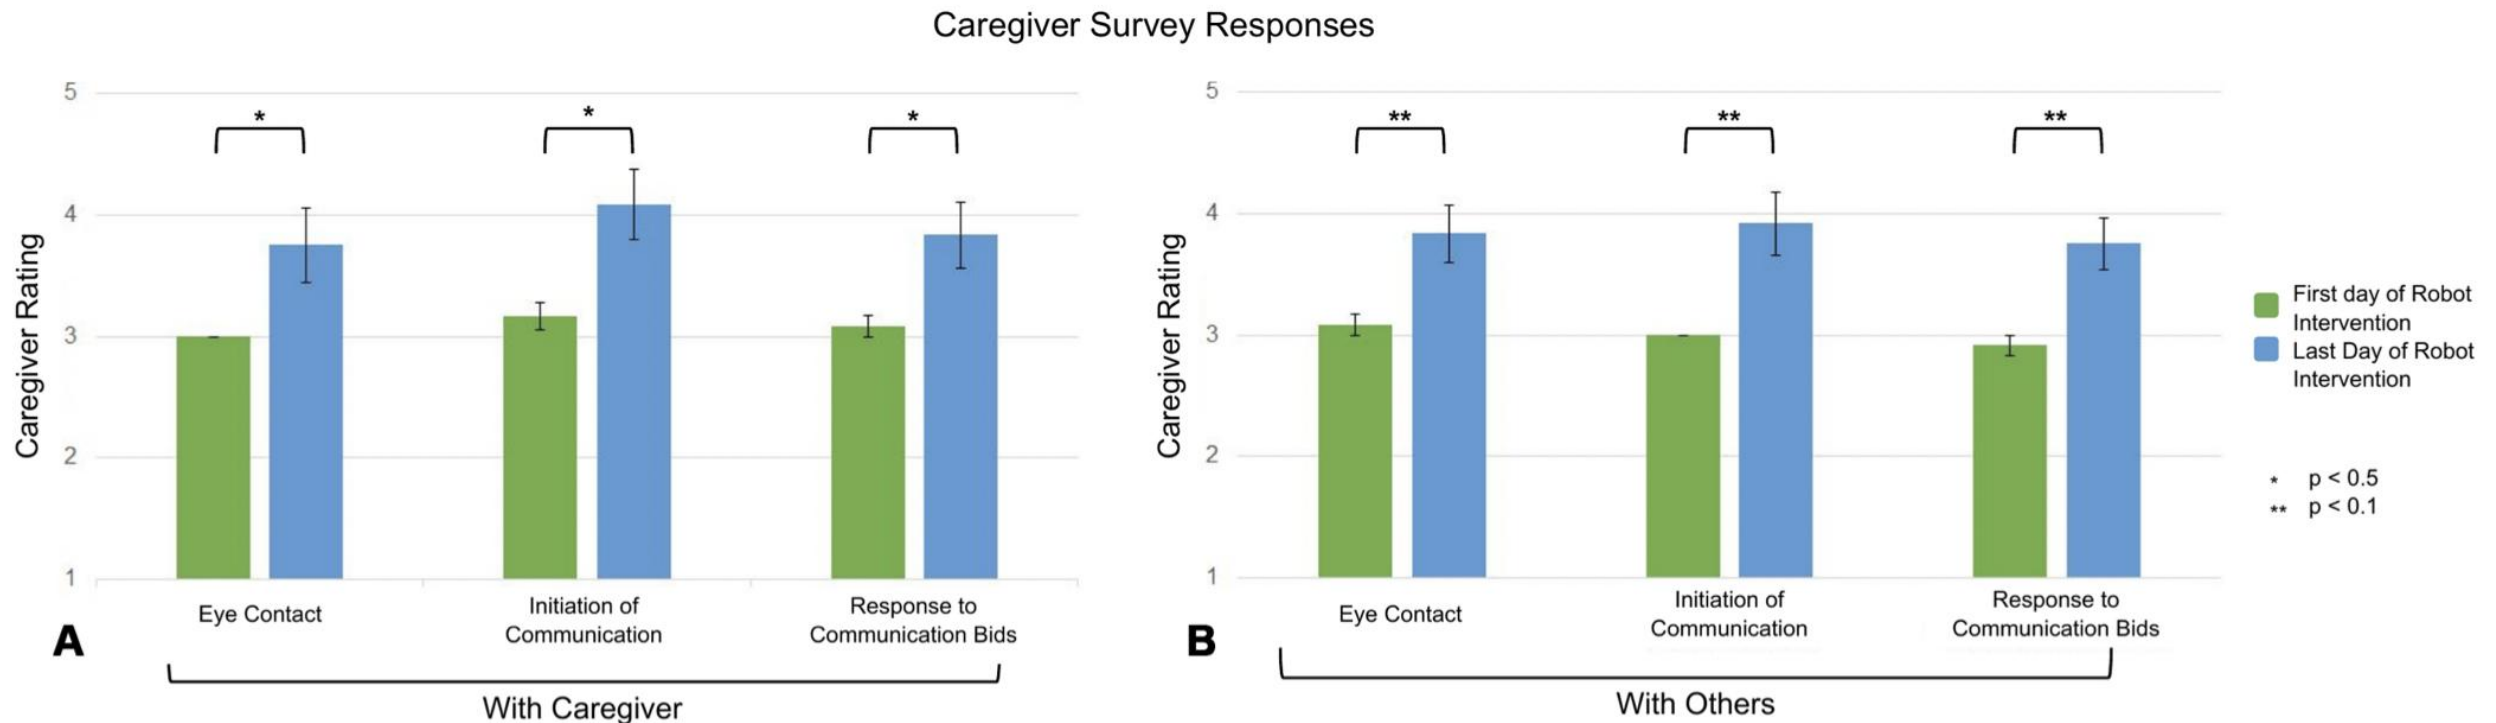 Caregiver Survey Responses
5
4
3
2
1
Caregiver Rating
*
*
*
Eye Contact
Initiation of
Communication
Response to
Communication Bids
A
With Caregiver
5
4
3
2
1
Caregiver Rating
**
**
**
Eye Contact
Initiation of
Communication
Response to
Communication Bids
B
With Others
First day of Robot
Intervention
Last Day of Robot
Intervention
* p < 0.5
** p < 0.1